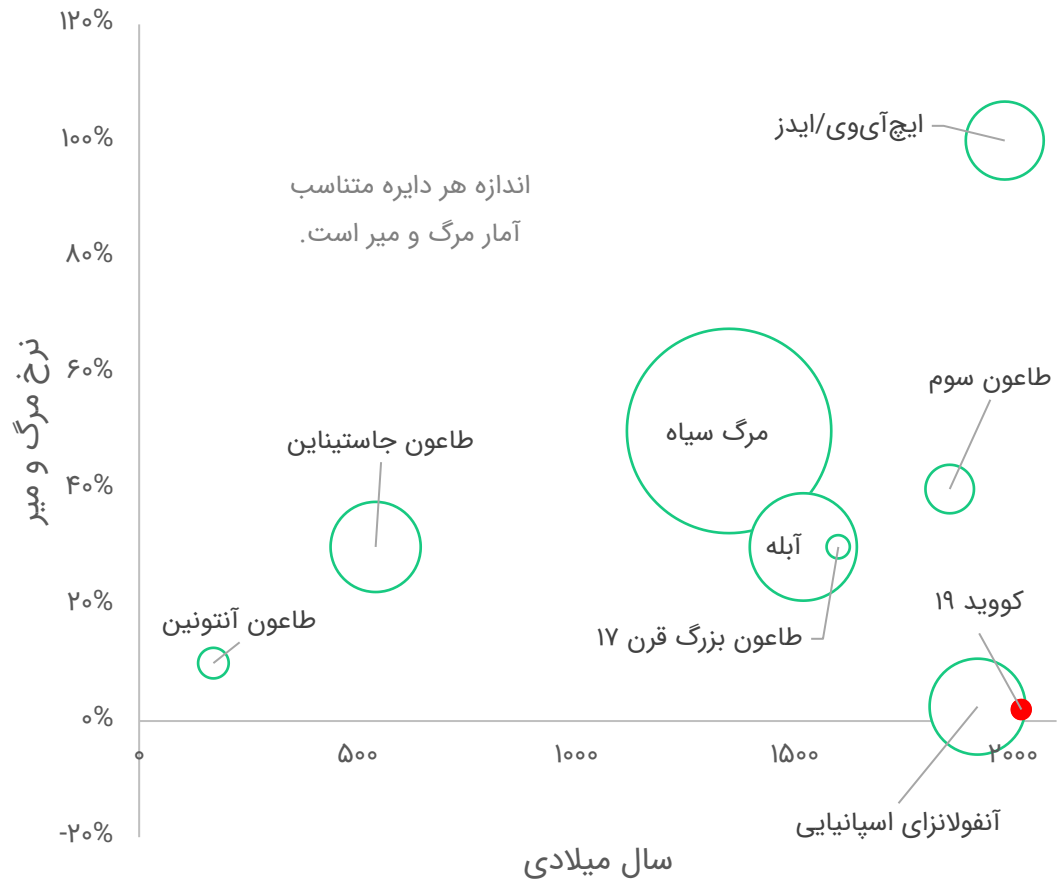 ۱۲۰%
۱۰۰%
۸۰%
۶۰%
۴۰%
۲۰%
۰%
-۲۰%
نرخ مرگ و میر
ایچ‌آی‌وی/ایدز
اندازه هر دایره متناسب
آمار مرگ و میر است.
طاعون سوم
مرگ سیاه
طاعون جاستیناین
آبله
کووید ۱۹
طاعون بزرگ قرن ۱۷
طاعون آنتونین
۰
۵۰۰
۱۰۰۰
۱۵۰۰
۲۰۰۰
آنفولانزای اسپانیایی
سال میلادی